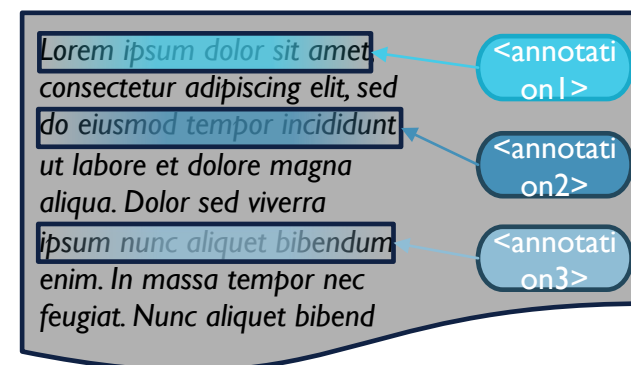 Lorem ipsum dolor sit amet,
consectetur adipiscing elit, sed
do eiusmod tempor incididunt
ut labore et dolore magna
aliqua. Dolor sed viverra
ipsum nunc aliquet bibendum
enim. In massa tempor nec
feugiat. Nunc aliquet bibend
<annotati
on1>
<annotati
on2>
<annotati
on3>